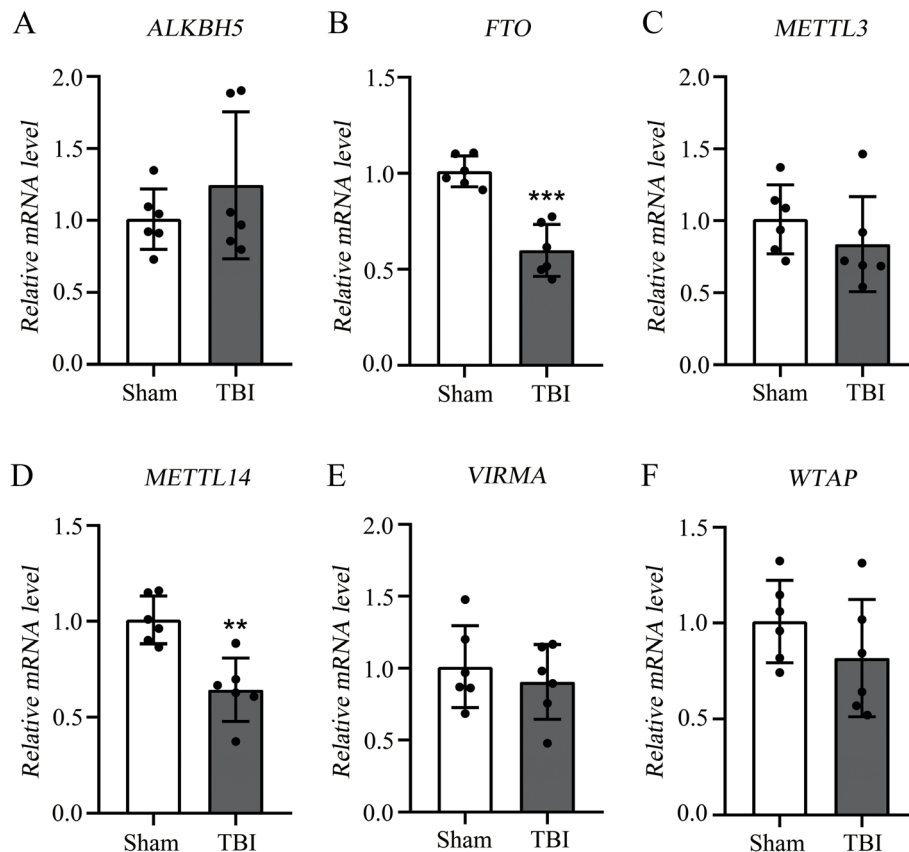 A ALKBH5
Relative mRNA level
2.0
1.5
1.0
0.5
0.0
Sham TBI
B FTO
Relative mRNA level
1.5
1.0
0.5
0.0
***
Sham TBI
C METTL3
Relative mRNA level
2.0
1.5
1.0
0.5
0.0
Sham TBI
D METTL14
Relative mRNA level
1.5
1.0
0.5
0.0
**
Sham TBI
E VIRMA
Relative mRNA level
2.0
1.5
1.0
0.5
0.0
Sham TBI
F WTAP
Relative mRNA level
1.5
1.0
0.5
0.0
Sham TBI